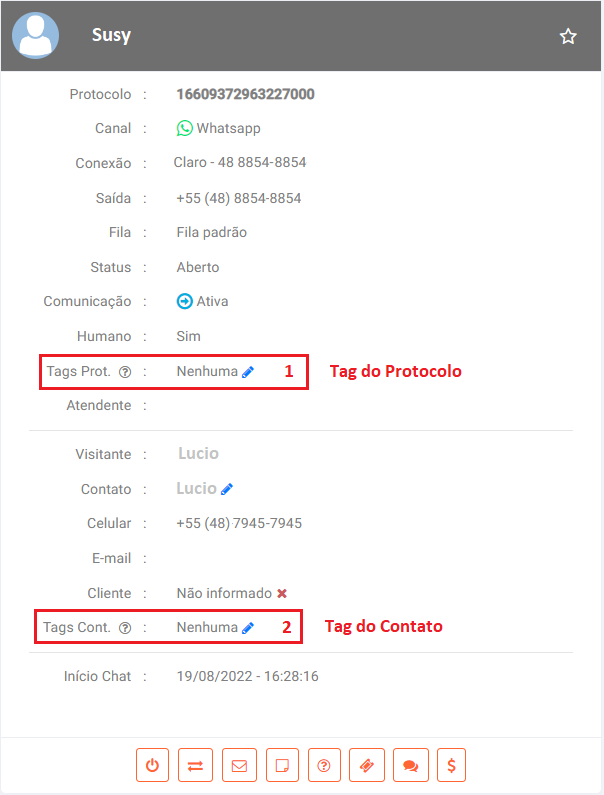 Susy
Protocolo : 16609372963227000
Canal : Whatsapp
Conexão : Claro - 48 8854-8854
Saída : +55 (48) 8854-8854
Fila : Fila padrão
Status : Aberto
Comunicação : Ativa
Humano : Sim
Tags Prot. ? : Nenhuma 1 Tag do Protocolo
Atendente :
Visitante : Lucio
Contato : Lucio
Celular : +55 (48) 7945-7945
E-mail :
Cliente : Não informado
Tags Cont. ? : Nenhuma 2 Tag do Contato
Início Chat : 19/08/2022 - 16:28:16
? $